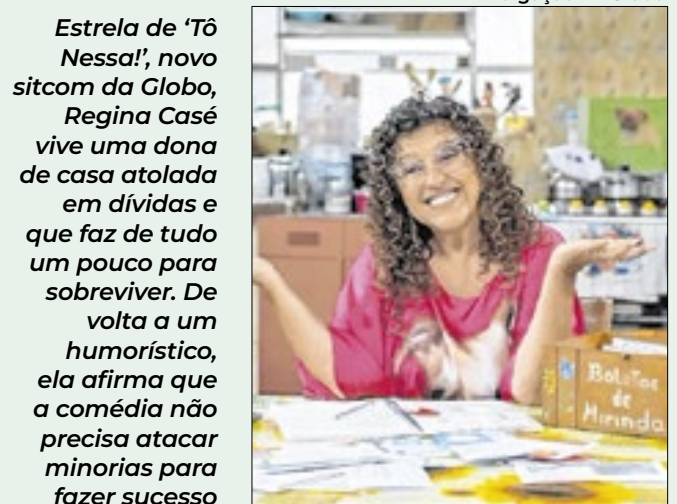 Estrela de ‘Tô
Nessa!’, novo
sitcom da Globo,
Regina Casé
vive uma dona
de casa atolada
em dívidas e
que faz de tudo
um pouco para
sobreviver. De
volta a um
humorístico,
ela afirma que
a comédia não
precisa atacar
minorias para
fazer sucesso
Boletos
de
Mirinda